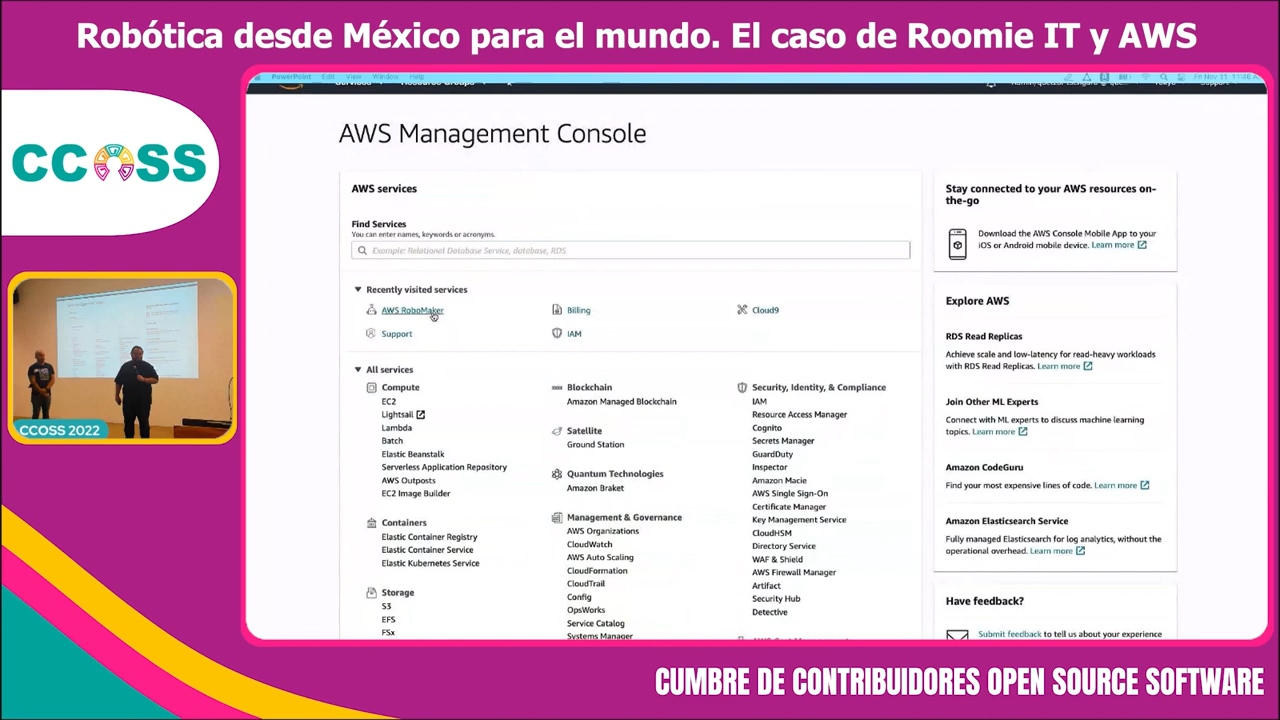 Robótica desde México para el mundo. El caso de Roomie IT y AWS
CCOSS
CCOSS 2022
PowerPoint Edit View Window Help
Fri Nov 11 11:46 A
AWS Management Console
AWS services
Find Services
You can enter names, keywords or acronyms.
Example: Relational Database Service, database, RDS
Recently visited services
AWS RoboMaker
Billing
Cloud9
Support
IAM
All services
Compute
EC2
Lightsail
Lambda
Batch
Elastic Beanstalk
Serverless Application Repository
AWS Outposts
EC2 Image Builder
Containers
Elastic Container Registry
Elastic Container Service
Elastic Kubernetes Service
Storage
S3
EFS
FSx
Blockchain
Amazon Managed Blockchain
Satellite
Ground Station
Quantum Technologies
Amazon Braket
Management & Governance
AWS Organizations
CloudWatch
AWS Auto Scaling
CloudFormation
CloudTrail
Config
OpsWorks
Service Catalog
Systems Manager
Security, Identity, & Compliance
IAM
Resource Access Manager
Cognito
Secrets Manager
GuardDuty
Inspector
Amazon Macie
AWS Single Sign-On
Certificate Manager
Key Management Service
CloudHSM
Directory Service
WAF & Shield
AWS Firewall Manager
Artifact
Security Hub
Detective
Stay connected to your AWS resources on-
the-go
Download the AWS Console Mobile App to your
iOS or Android mobile device. Learn more
Explore AWS
RDS Read Replicas
Achieve scale and low-latency for read-heavy workloads
with RDS Read Replicas. Learn more
Join Other ML Experts
Connect with ML experts to discuss machine learning
topics. Learn more
Amazon CodeGuru
Find your most expensive lines of code. Learn more
Amazon Elasticsearch Service
Fully managed Elasticsearch for log analytics, without the
operational overhead. Learn more
Have feedback?
Submit feedback to tell us about your experience
CUMBRE DE CONTRIBUIDORES OPEN SOURCE SOFTWARE